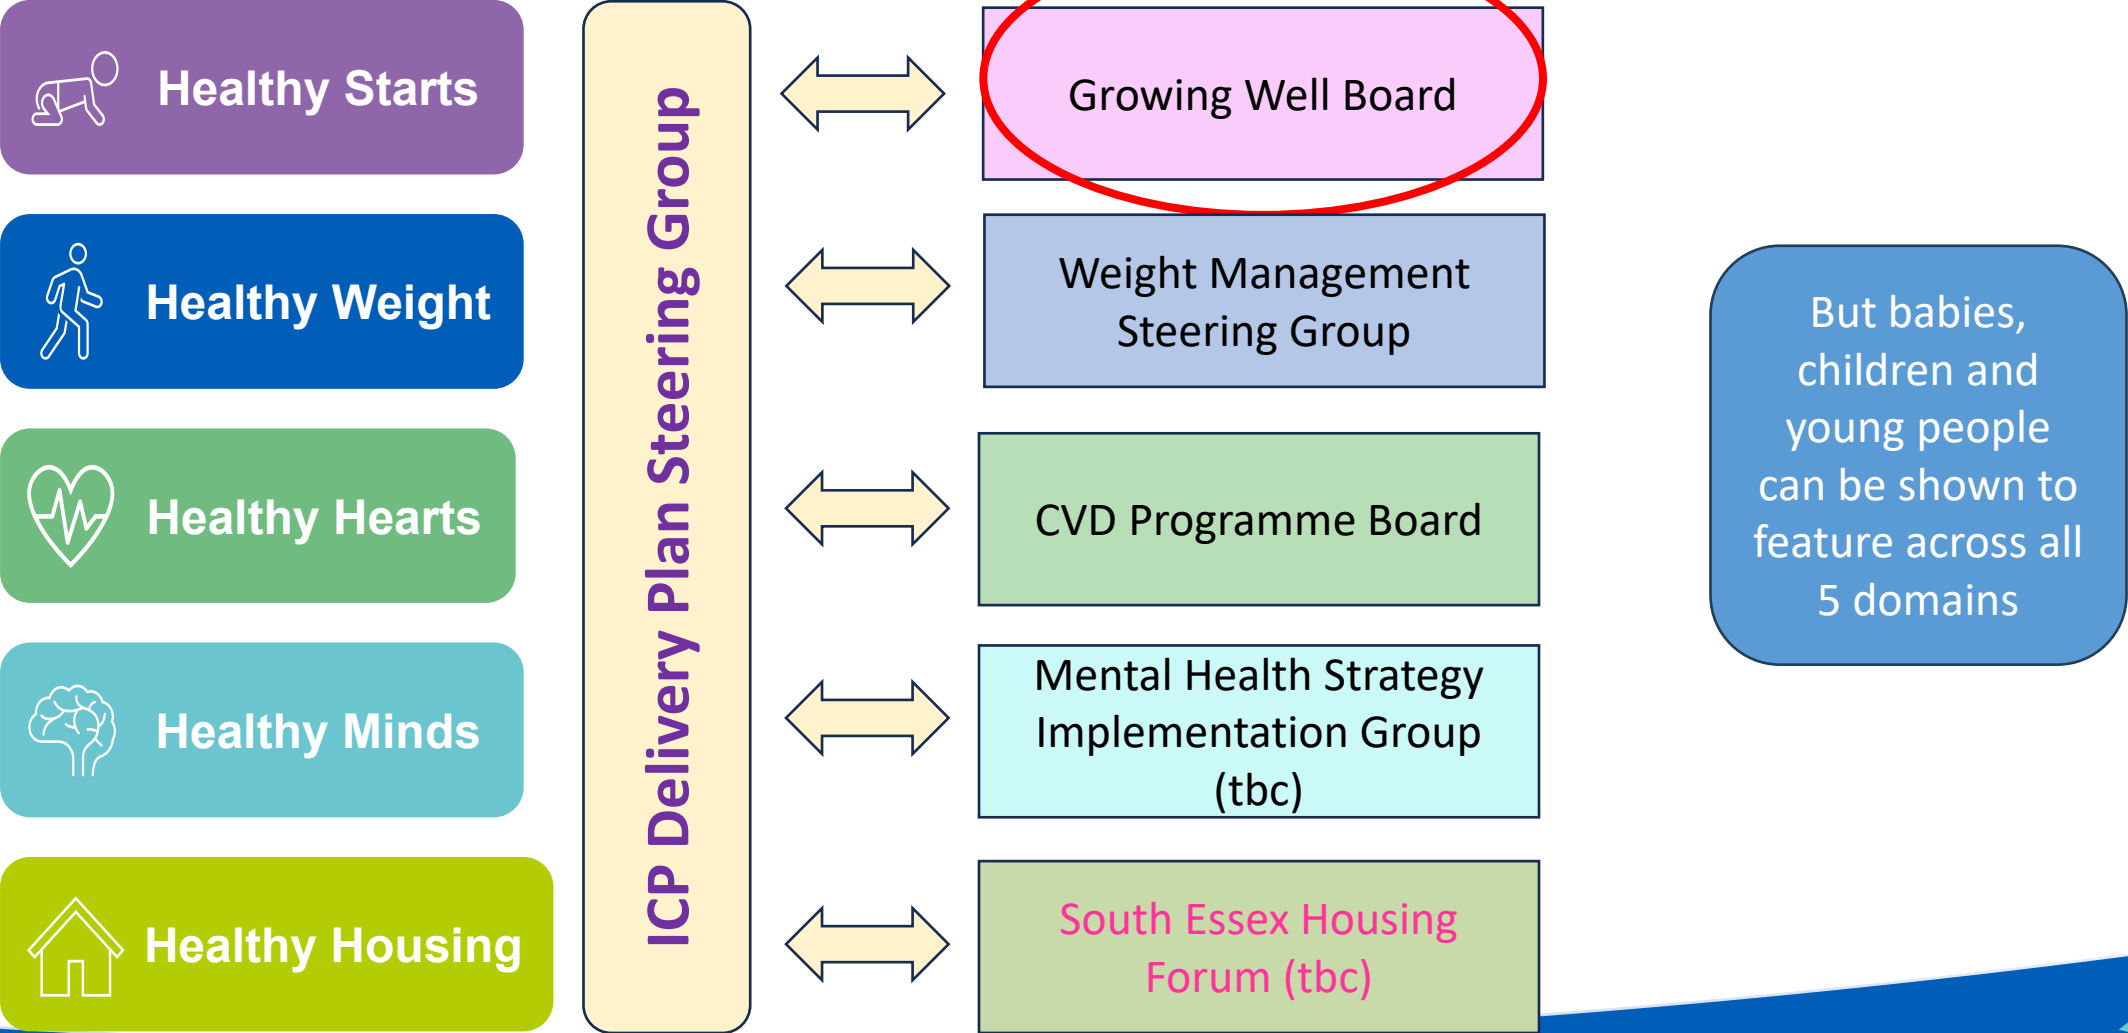 Healthy Starts
Healthy Weight
Healthy Hearts
Healthy Minds
Healthy Housing
ICP Delivery Plan Steering Group
Growing Well Board
Weight Management
Steering Group
CVD Programme Board
Mental Health Strategy
Implementation Group
(tbc)
South Essex Housing
Forum (tbc)
But babies,
children and
young people
can be shown to
feature across all
5 domains